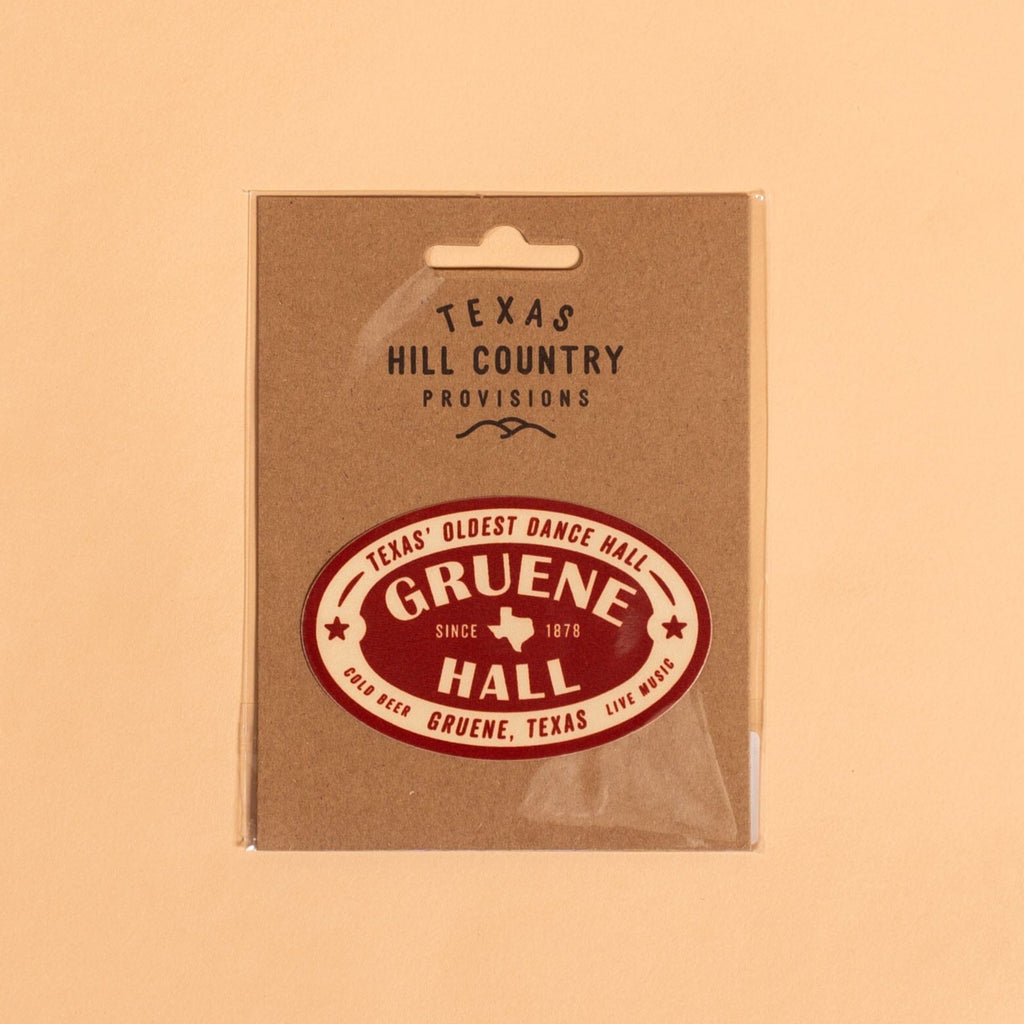 TEXAS
HILL COUNTRY
PROVISIONS
TEXAS' OLDEST DANCE HALL
GRUENE
SINCE 1878
HALL
COLD BEER GRUENE, TEXAS LIVE MUSIC